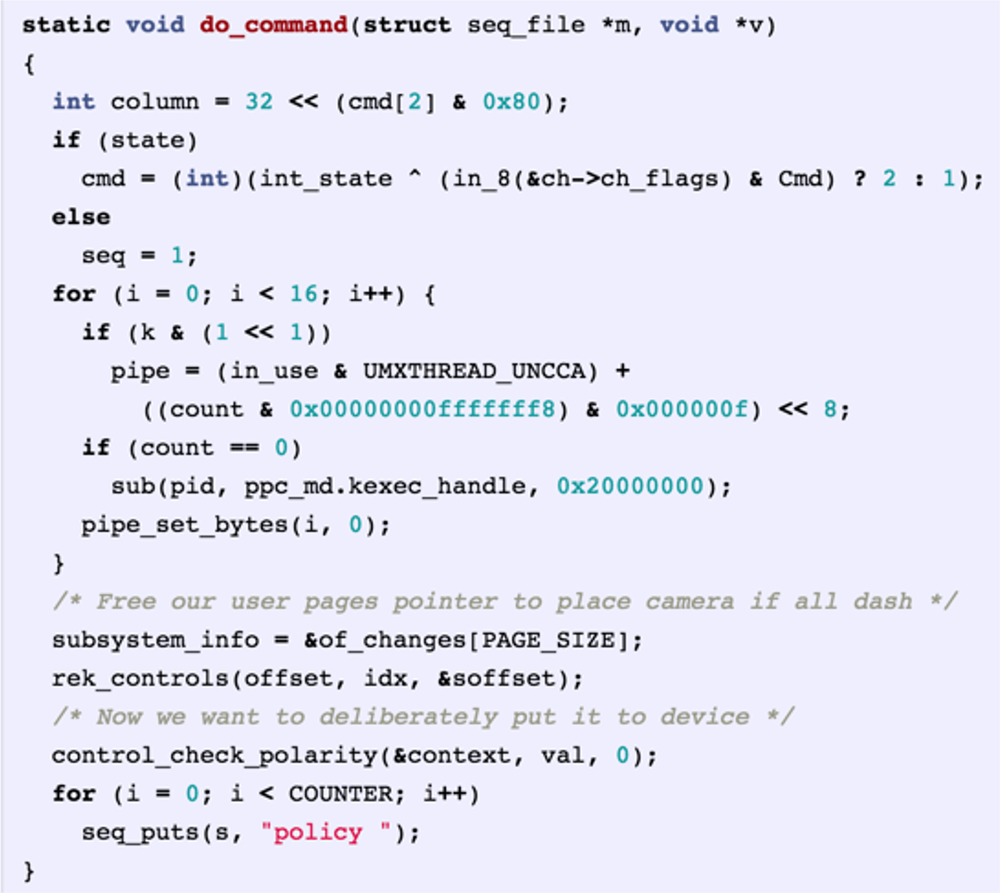 static void do_command(struct seq_file *m, void *v)
{
  int column = 32 << (cmd[2] & 0x80);
  if (state)
    cmd = (int)(int_state ^ (in_8(&ch->ch_flags) & Cmd) ? 2 : 1);
  else
    seq = 1;
  for (i = 0; i < 16; i++) {
    if (k & (1 << 1))
      pipe = (in_use & UMXTHREAD_UNCCA) +
        ((count & 0x00000000fffffff8) & 0x000000f) << 8;
    if (count == 0)
      sub(pid, ppc_md.kexec_handle, 0x20000000);
    pipe_set_bytes(i, 0);
  }
  /* Free our user pages pointer to place camera if all dash */
  subsystem_info = &of_changes[PAGE_SIZE];
  rek_controls(offset, idx, &soffset);
  /* Now we want to deliberately put it to device */
  control_check_polarity(&context, val, 0);
  for (i = 0; i < COUNTER; i++)
    seq_puts(s, "policy ");
}